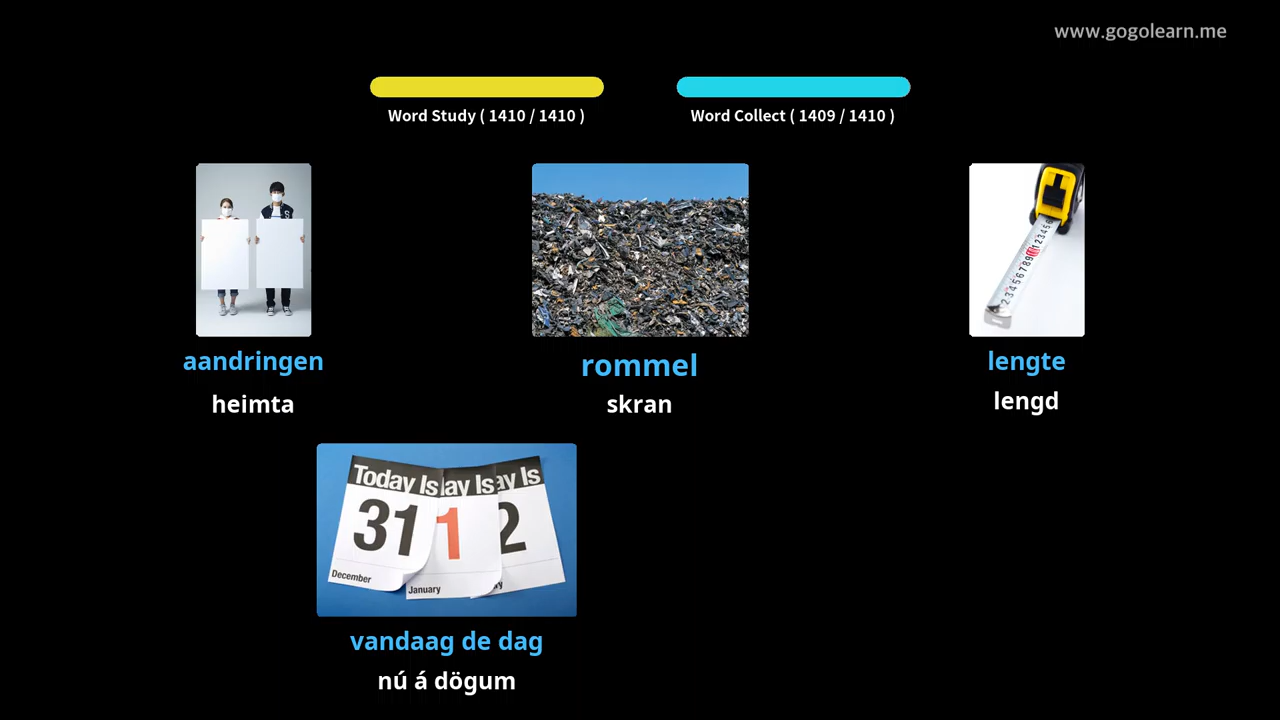 www.gogolearn.me
Word Study ( 1410 / 1410 )
Word Collect ( 1409 / 1410 )
aandringen
heimta
rommel
skran
lengte
lengd
Today Is
31
December
ay Is
1
January
ay Is
2
vandaag de dag
nú á dögum